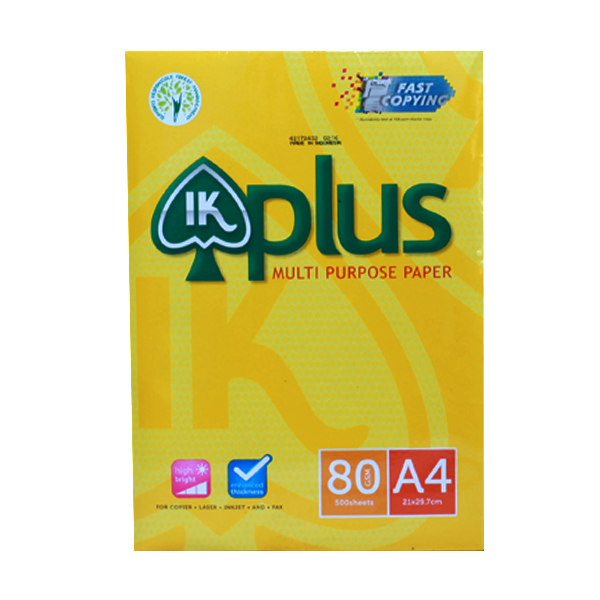 FAST
COPYING
MADE IN INDONESIA
IK plus
MULTI PURPOSE PAPER
high
bright
enhanced
thickness
80 GSM
500sheets
A4
21x29.7cm
FOR COPIER • LASER • INKJET • AND • FAX